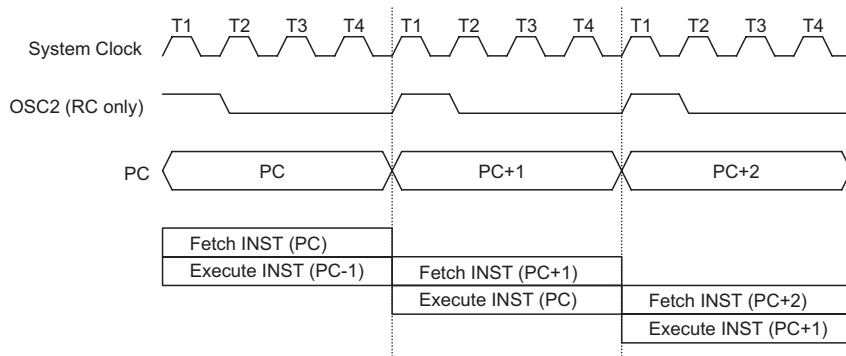 T1 T2 T3 T4 T1 T2 T3 T4 T1 T2 T3 T4
System Clock
OSC2 (RC only)
PC PC PC+1 PC+2
Fetch INST (PC)
Execute INST (PC-1) Fetch INST (PC+1)
Execute INST (PC) Fetch INST (PC+2)
Execute INST (PC+1)